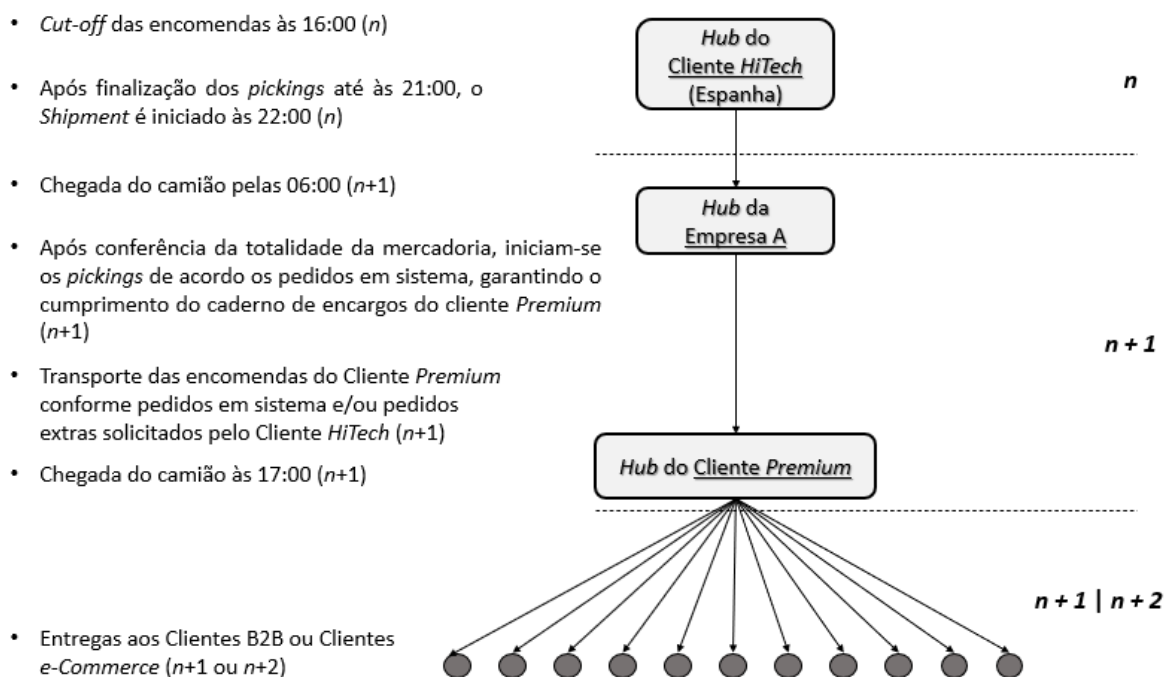 • Cut-off das encomendas às 16:00 (n)
Hub do
Cliente HiTech
(Espanha)
n
• Após finalização dos pickings até às 21:00, o
Shipment é iniciado às 22:00 (n)
• Chegada do camião pelas 06:00 (n+1)
Hub da
Empresa A
• Após conferência da totalidade da mercadoria, iniciam-se
os pickings de acordo os pedidos em sistema, garantindo o
cumprimento do caderno de encargos do cliente Premium
(n+1)
n + 1
• Transporte das encomendas do Cliente Premium
conforme pedidos em sistema e/ou pedidos
extras solicitados pelo Cliente HiTech (n+1)
Hub do Cliente Premium
• Chegada do camião às 17:00 (n+1)
n + 1 | n + 2
• Entregas aos Clientes B2B ou Clientes
e-Commerce (n+1 ou n+2)